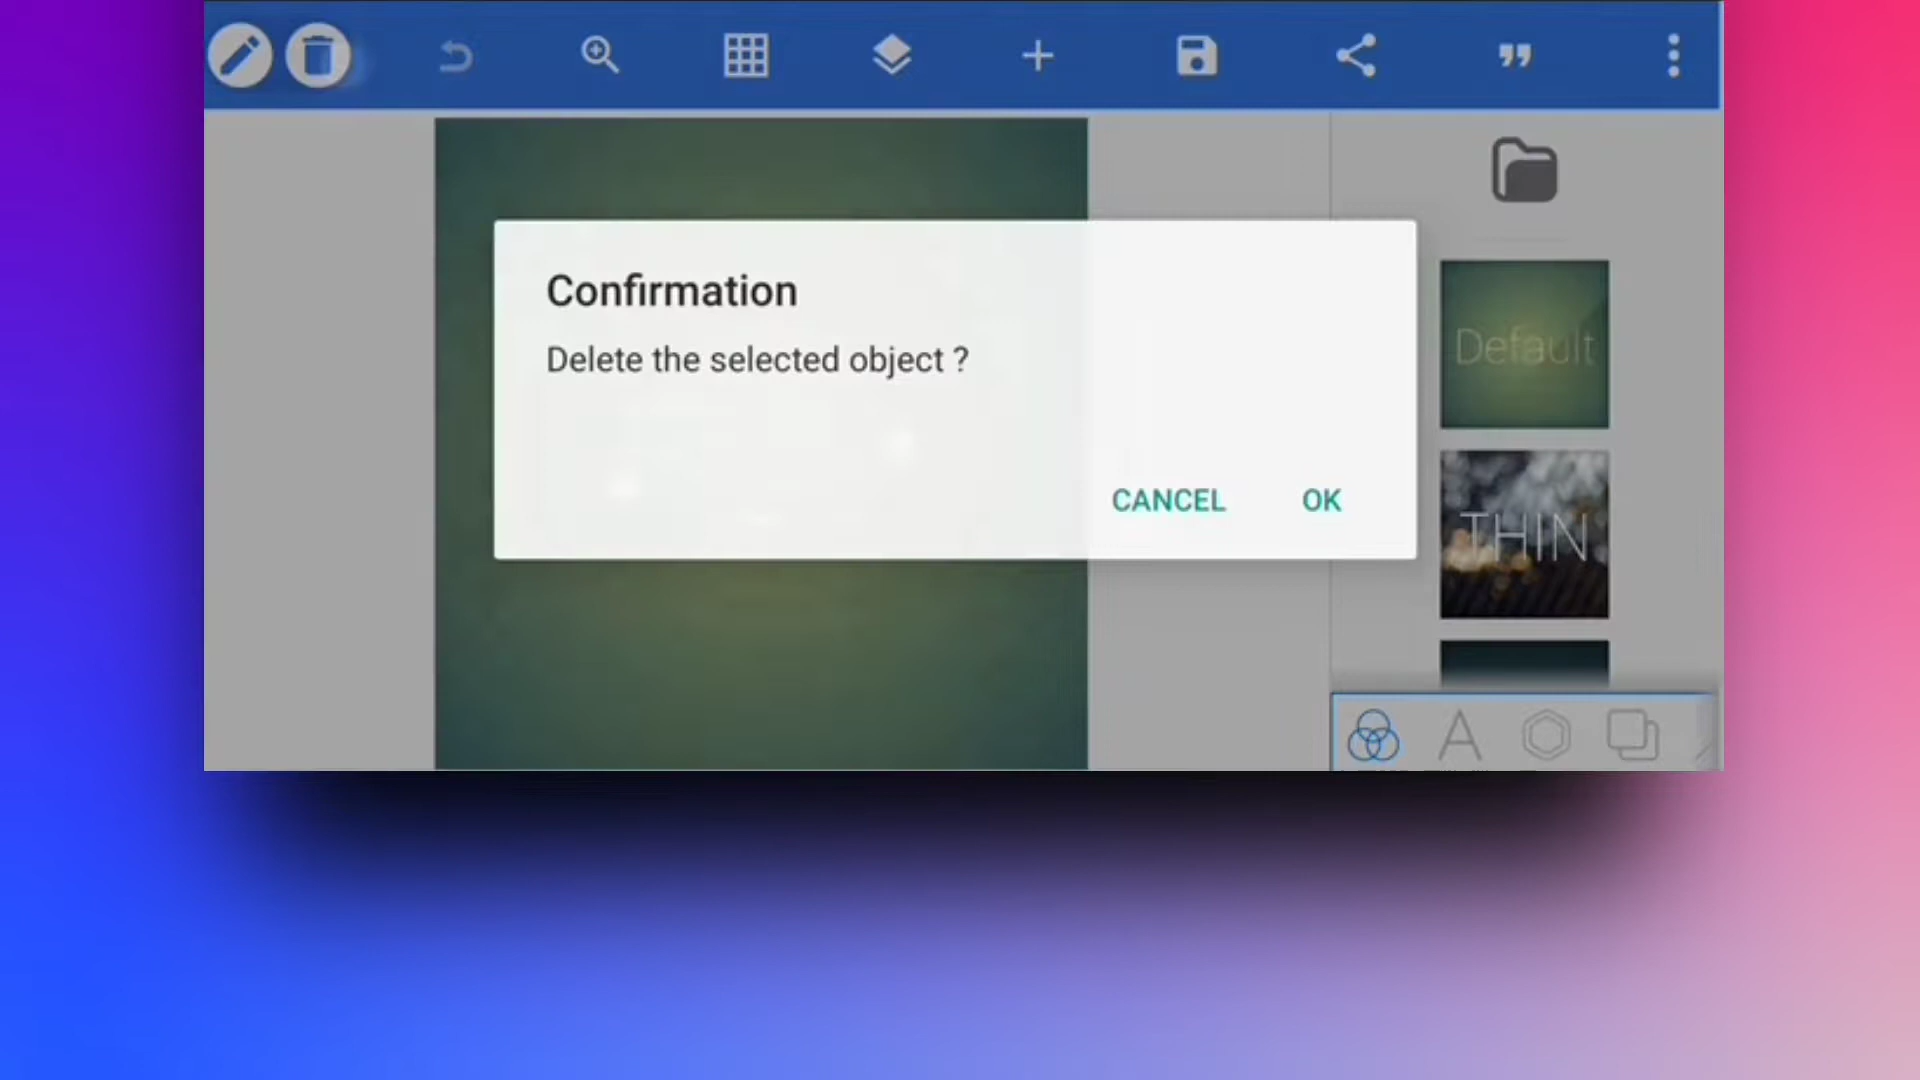 Confirmation
Delete the selected object ?
CANCEL OK
Default
THIN